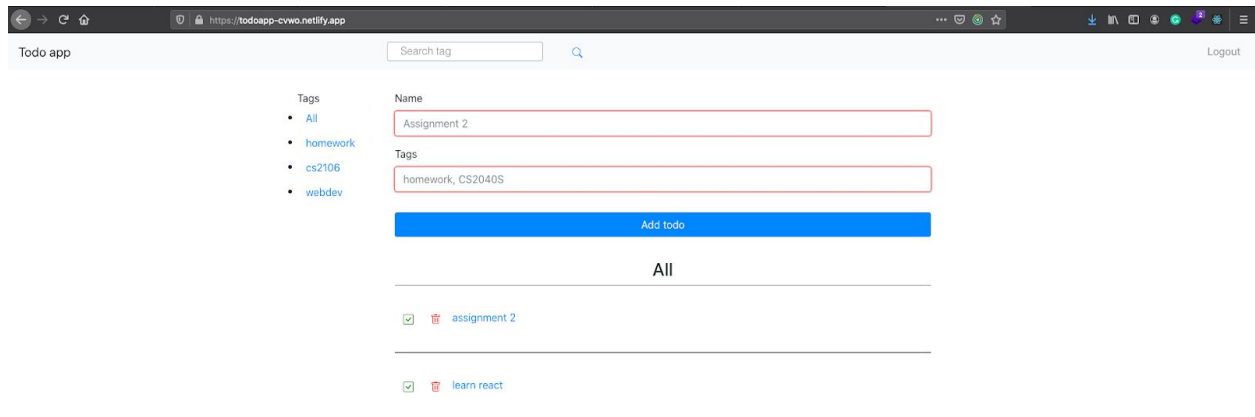 https://todoapp-cvwo.netlify.app
Todo app
Search tag
Logout
Tags
All
homework
cs2106
webdev
Name
Assignment 2
Tags
homework, CS2040S
Add todo
All
assignment 2
learn react